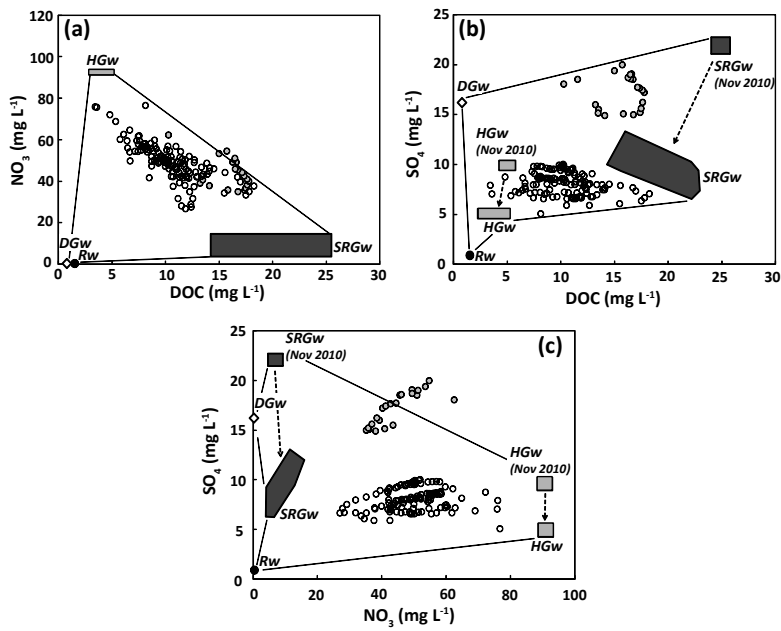 (a)
120
100
80
60
40
20
0
NO3 (mg L-1)
HGw
DGw
Rw
SRGw
0 5 10 15 20 25 30
DOC (mg L-1)
(b)
25
20
15
10
5
0
SO4 (mg L-1)
DGw
SRGw
(Nov 2010)
HGw
(Nov 2010)
SRGw
HGw
Rw
0 5 10 15 20 25 30
DOC (mg L-1)
(c)
25
20
15
10
5
0
SO4 (mg L-1)
SRGw
(Nov 2010)
DGw
HGw
(Nov 2010)
SRGw
HGw
Rw
0 20 40 60 80 100
NO3 (mg L-1)